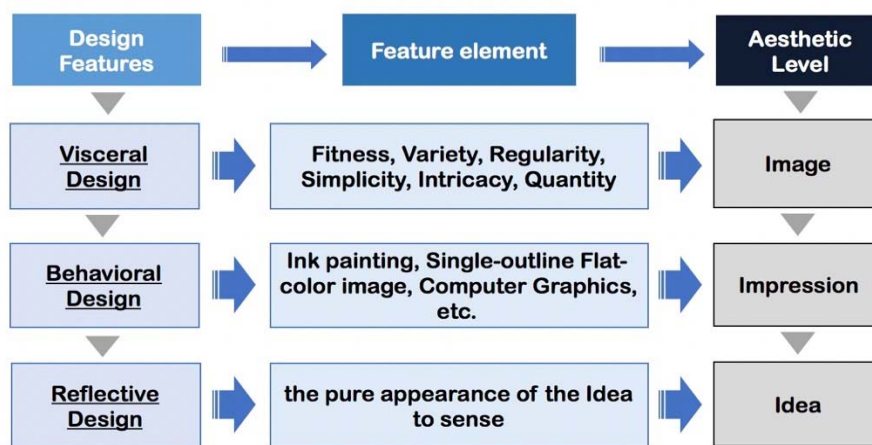 Design
Features
Feature element
Aesthetic
Level
Visceral
Design
Fitness, Variety, Regularity,
Simplicity, Intricacy, Quantity
Image
Behavioral
Design
Ink painting, Single-outline Flat-
color image, Computer Graphics,
etc.
Impression
Reflective
Design
the pure appearance of the Idea
to sense
Idea